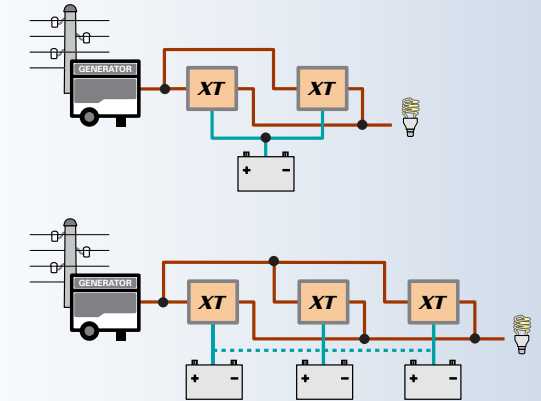 GENERATOR
XT XT
+ -
GENERATOR
XT XT XT
+ - + - + -